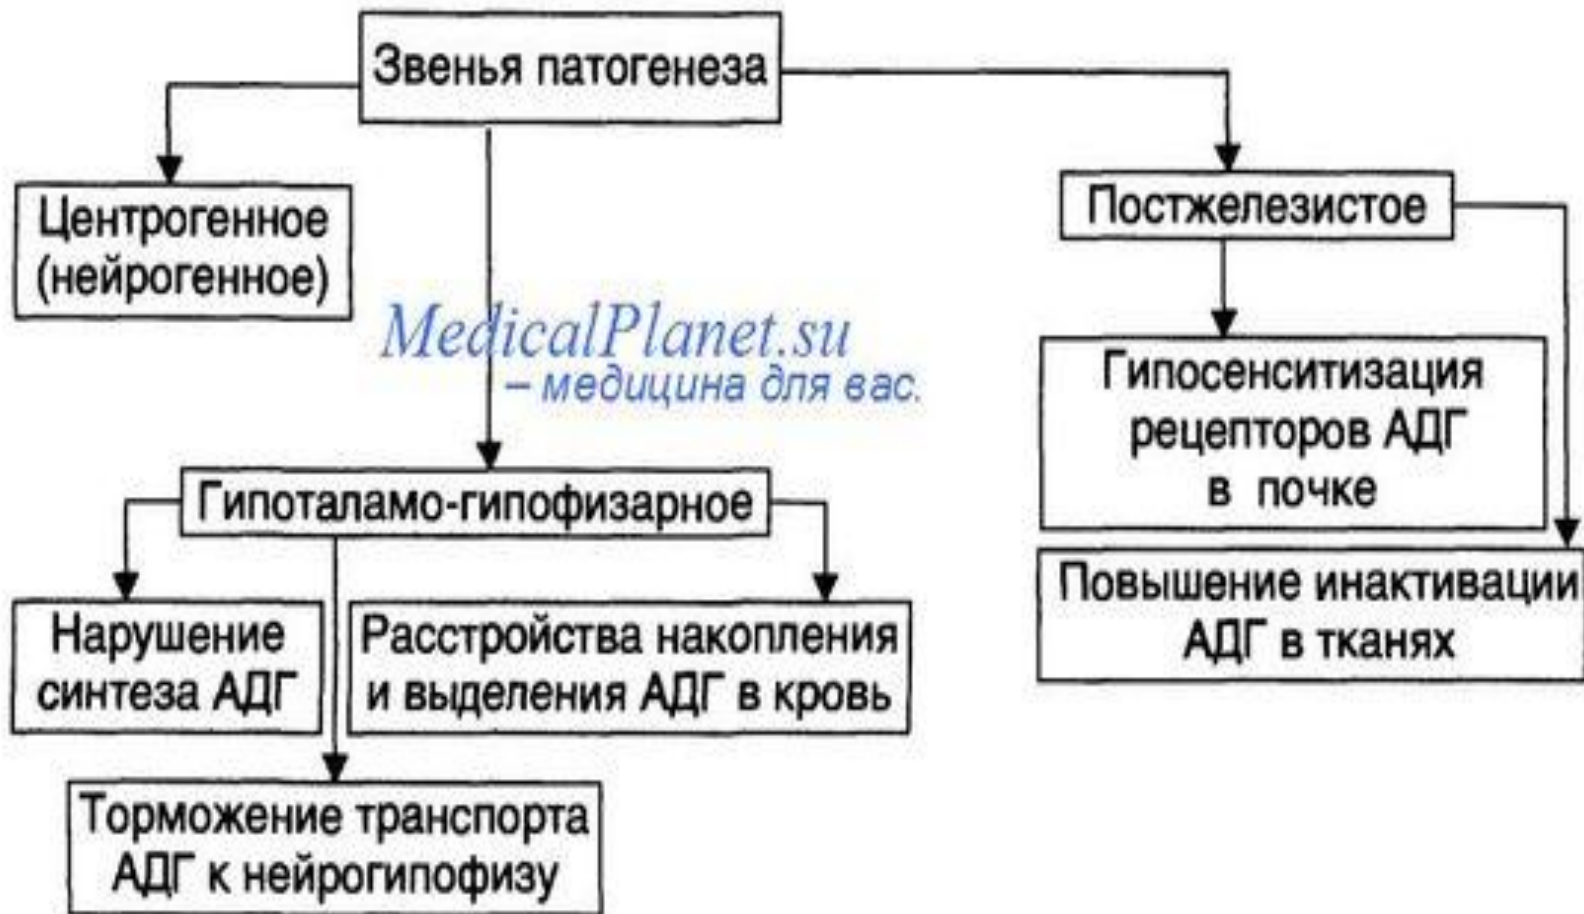 Звенья патогенеза
Центрогенное
(нейрогенное)
Постжелезистое
MedicalPlanet.su
– медицина для вас.
Гипосенситизация
рецепторов АДГ
в почке
Гипоталамо-гипофизарное
Повышение инактивации
АДГ в тканях
Нарушение
синтеза АДГ
Расстройства накопления
и выделения АДГ в кровь
Торможение транспорта
АДГ к нейрогипофизу